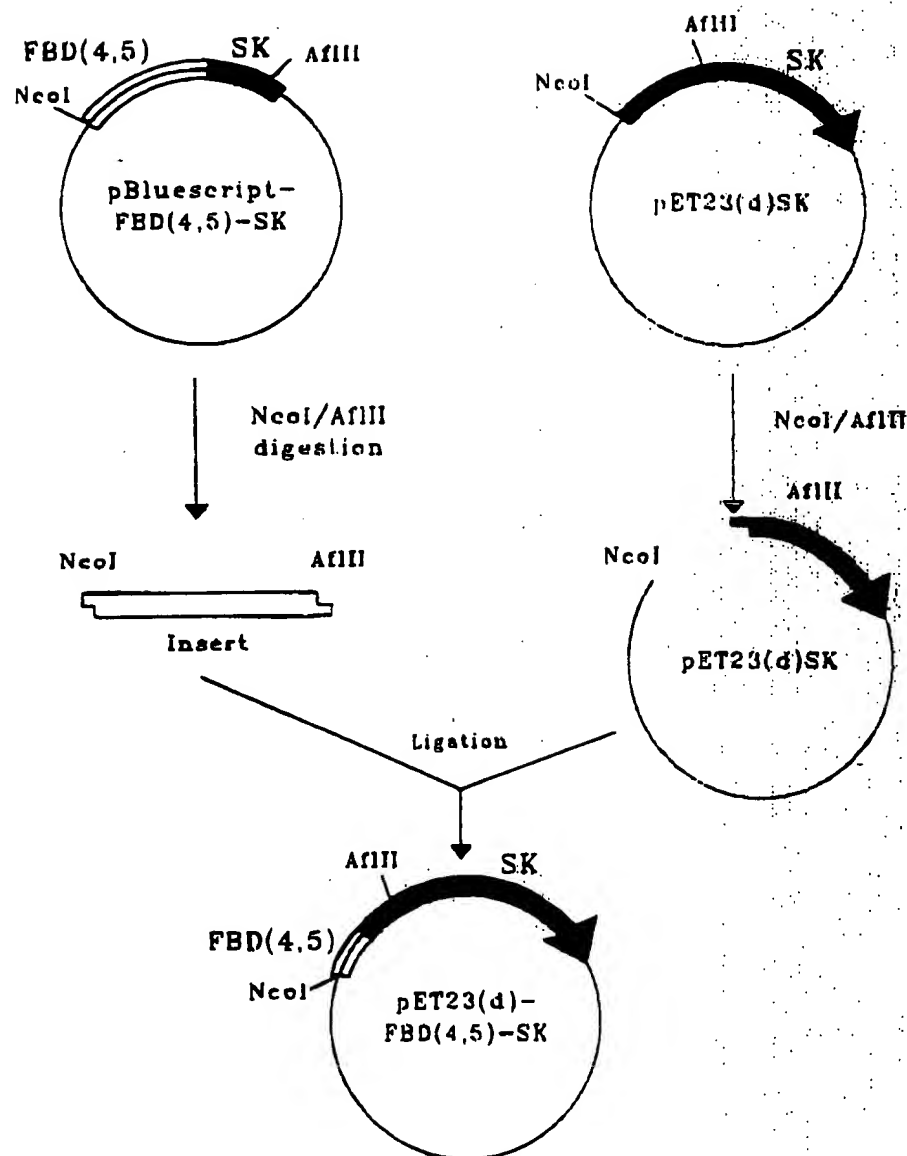 FBD(4,5)
SK
AflII
NcoI
pBluescript-
FBD(4,5)-SK
AflII
SK
NcoI
pET23(d)SK
NcoI/AflII
digestion
NcoI/AflII
AflII
NcoI
AflII
Insert
NcoI
pET23(d)SK
Ligation
AflII
SK
FBD(4,5)
NcoI
pET23(d)-
FBD(4,5)-SK